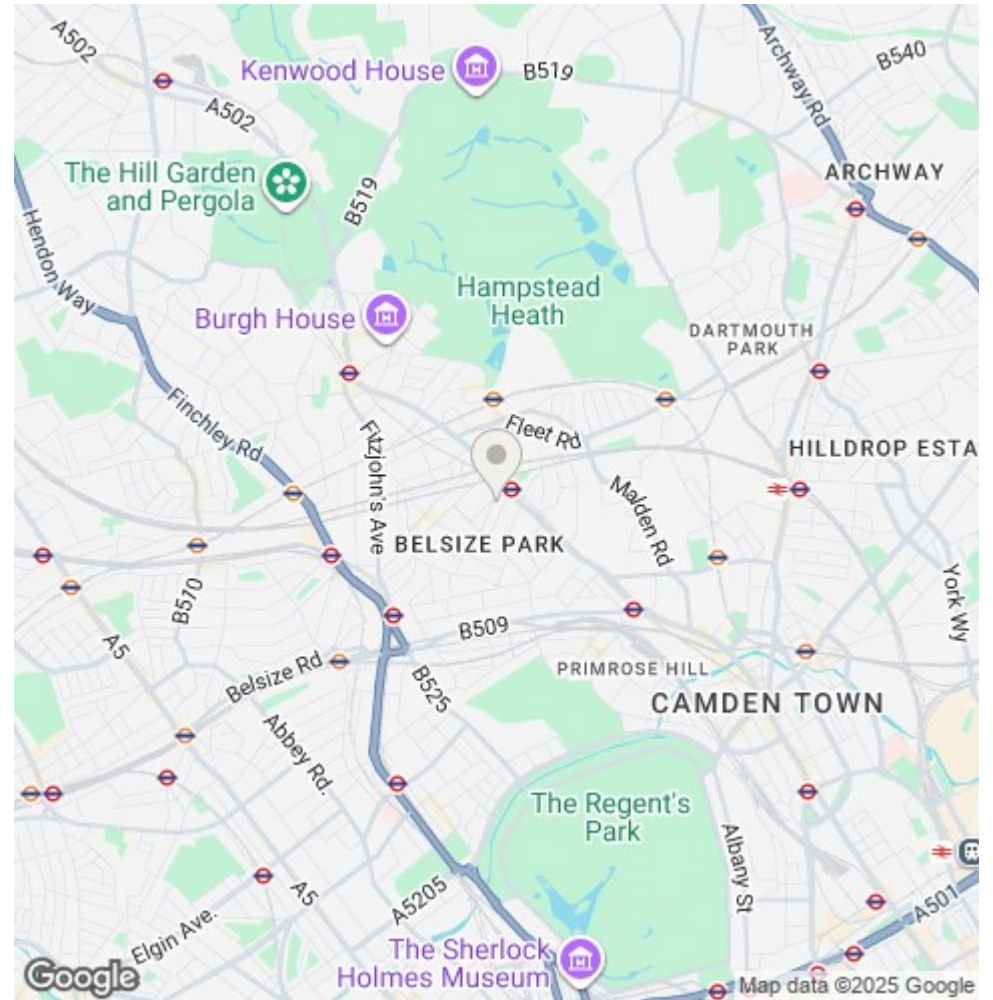 A502
Kenwood House
B519
B540
Archway Rd
A502
The Hill Garden
and Pergola
ARCHWAY
B519
Hendon Way
Hampstead
Heath
Burgh House
DARTMOUTH
PARK
Finchley Rd
Fitzjohn's Ave
Fleet Rd
HILLDROP ESTA
Malden Rd
BELSIZE PARK
B510
York Wy
A5
B509
Belsize Rd
B525
PRIMROSE HILL
CAMDEN TOWN
Abbey Rd.
The Regent's
Park
Albany St
A5
A5205
A501
Elgin Ave.
The Sherlock
Holmes Museum
Google
Map data ©2025 Google